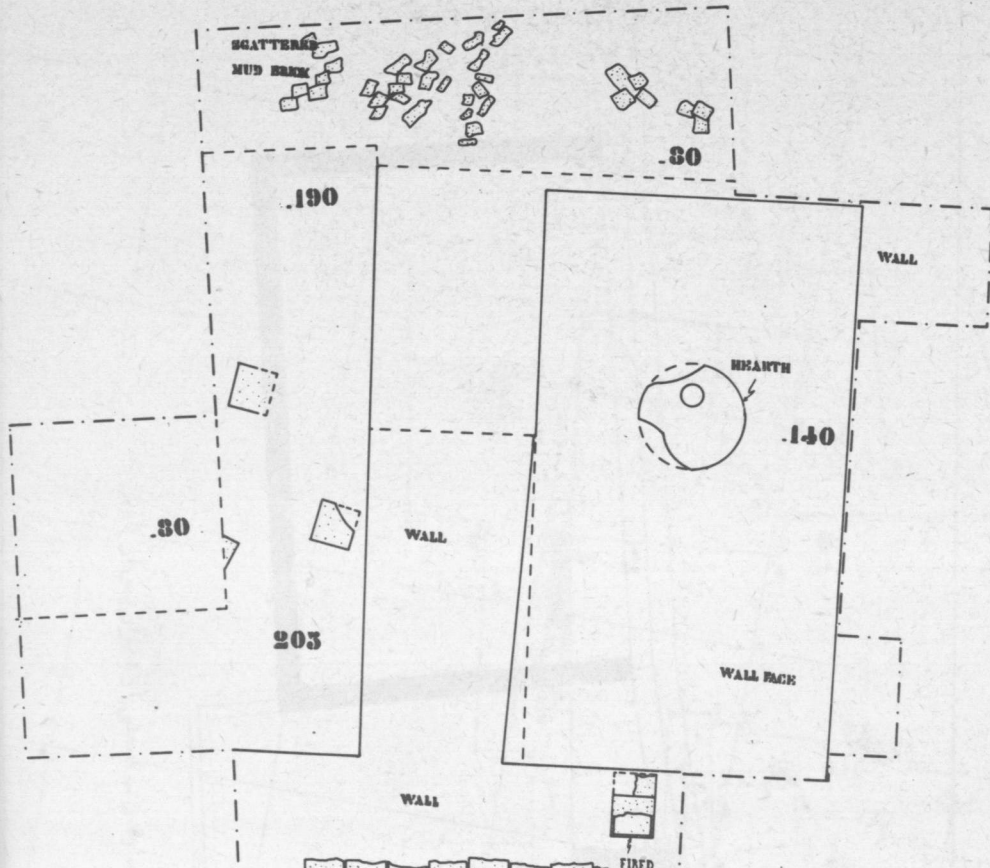 SCATTERED
MUD BRICK
.80
.190
WALL
HEARTH
.140
.80
WALL
203
WALL FACE
WALL
FIRED